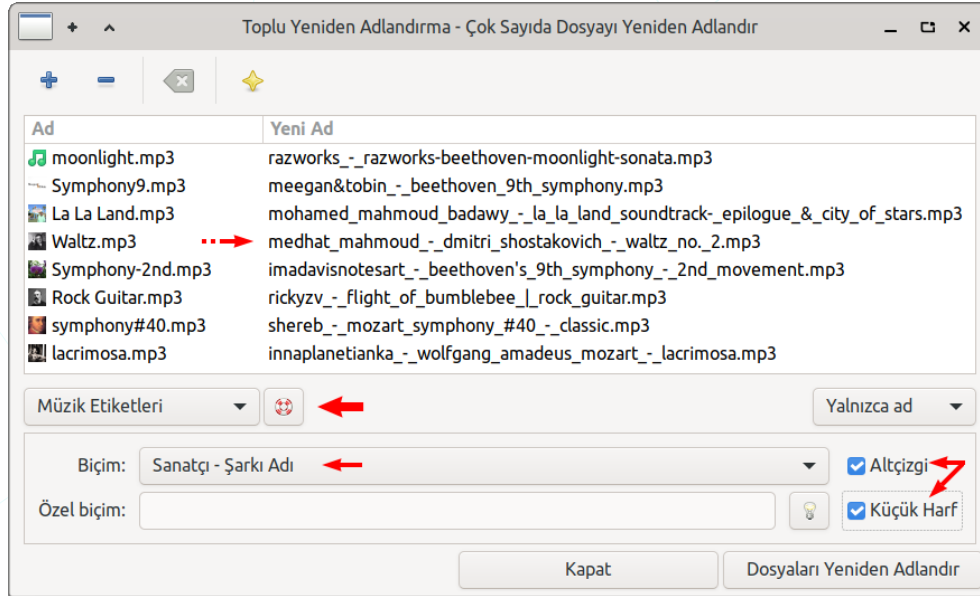 Toplu Yeniden Adlandırma - Çok Sayıda Dosyayı Yeniden Adlandır
Ad Yeni Ad
moonlight.mp3 razworks_-_razworks-beethoven-moonlight-sonata.mp3
Symphony9.mp3 meegan&tobin_-_beethoven_9th_symphony.mp3
La La Land.mp3 mohamed_mahmoud_badawy_-_la_la_land_soundtrack-_epilogue_&_city_of_stars.mp3
Waltz.mp3 medhat_mahmoud_-_dmitri_shostakovich_-_waltz_no._2.mp3
Symphony-2nd.mp3 imadavisnotesart_-_beethoven's_9th_symphony_-_2nd_movement.mp3
Rock Guitar.mp3 rickyzv_-_flight_of_bumblebee_|_rock_guitar.mp3
symphony#40.mp3 shereb_-_mozart_symphony_#40_-_classic.mp3
lacrimosa.mp3 innaplanetianka_-_wolfgang_amadeus_mozart_-_lacrimosa.mp3
Müzik Etiketleri Yalnızca ad
Biçim: Sanatçı - Şarkı Adı Altçizgi
Özel biçim: Küçük Harf
Kapat Dosyaları Yeniden Adlandır